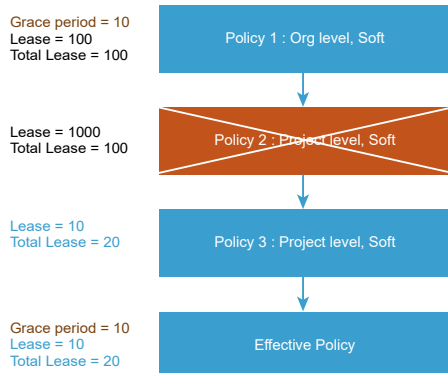 Grace period = 10
Lease = 100
Total Lease = 100
Policy 1 : Org level, Soft
Lease = 1000
Total Lease = 100
Policy 2 : Project level, Soft
Lease = 10
Total Lease = 20
Policy 3 : Project level, Soft
Grace period = 10
Lease = 10
Total Lease = 20
Effective Policy